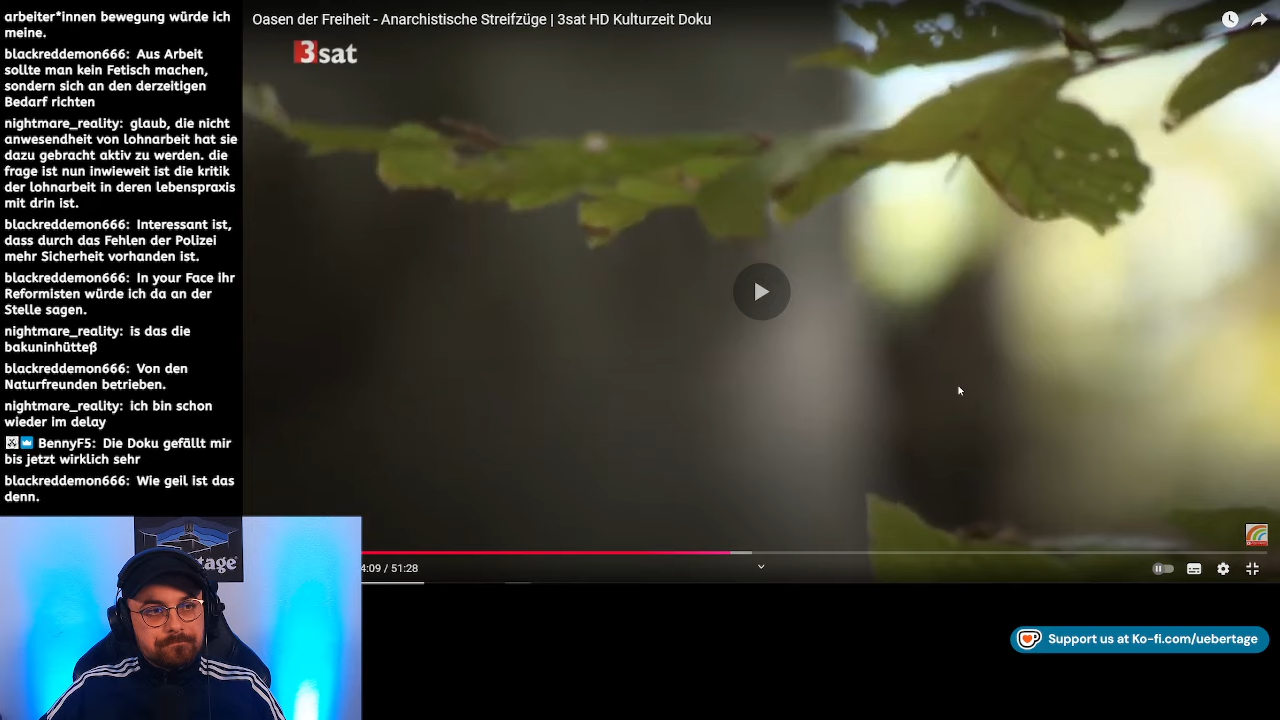 arbeiter*innen bewegung würde ich
meine.
blackreddemon666: Aus Arbeit
sollte man kein Fetisch machen,
sondern sich an den derzeitigen
Bedarf richten
nightmare_reality: glaub, die nicht
anwesendheit von lohnarbeit hat sie
dazu gebracht aktiv zu werden. die
frage ist nun inwieweit ist die kritik
der lohnarbeit in deren lebenspraxis
mit drin ist.
blackreddemon666: Interessant ist,
dass durch das Fehlen der Polizei
mehr Sicherheit vorhanden ist.
blackreddemon666: In your Face ihr
Reformisten würde ich da an der
Stelle sagen.
nightmare_reality: is das die
bakuninhütteß
blackreddemon666: Von den
Naturfreunden betrieben.
nightmare_reality: ich bin schon
wieder im delay
BennyF5: Die Doku gefällt mir
bis jetzt wirklich sehr
blackreddemon666: Wie geil ist das
denn.
Oasen der Freiheit - Anarchistische Streifzüge | 3sat HD Kulturzeit Doku
3sat
4:09 / 51:28
tage
Support us at Ko-fi.com/uebertage